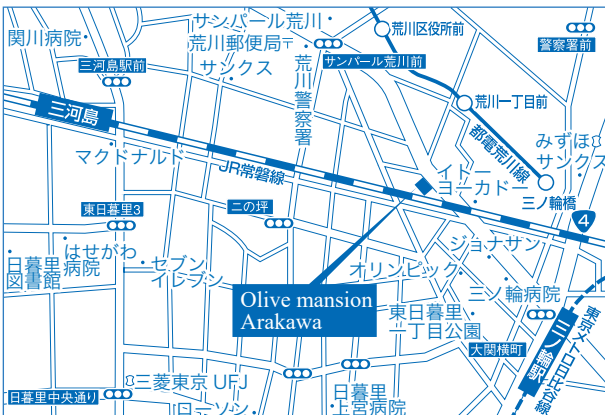 サンパール荒川
荒川区役所前
関川病院
荒川郵便局〒
警察署前
三河島駅前
サンクス
サンパール荒川前
荒川警察署
荒川一丁目前
三河島
都電荒川線
みずほ
サンクス
マクドナルド
JR常磐線
イトー
ヨーカドー
三ノ輪橋
東日暮里3
二の坪
4
ジョナサン
はせがわ
病院
日暮里
図書館
セブン
イレブン
オリンピック
三ノ輪病院
Olive mansion
Arakawa
東日暮里
一丁目公園
大関横町
三ノ輪駅
東京メトロ日比谷線
三菱東京UFJ
日暮里中央通り
ローソン
日暮里
上宮病院